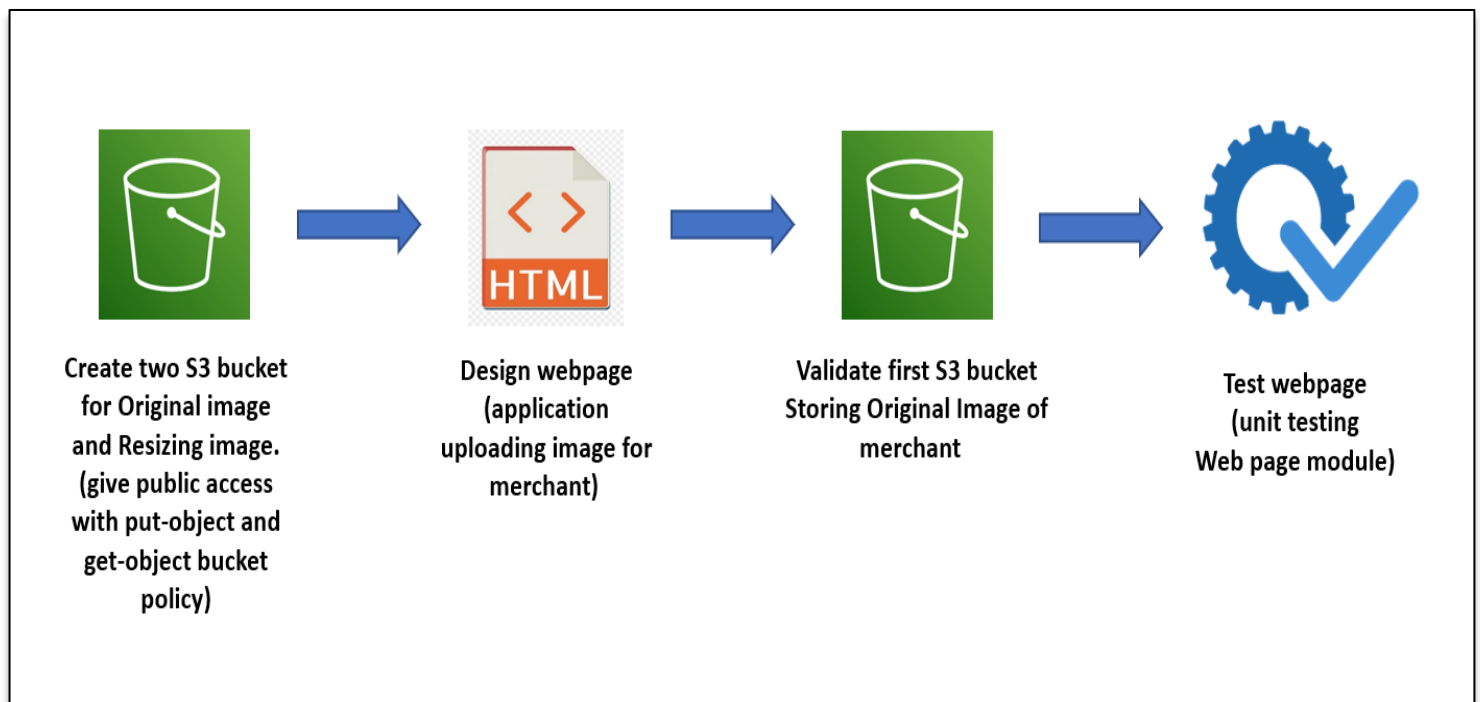 Create two S3 bucket
for Original image
and Resizing image.
(give public access
with put-object and
get-object bucket
policy)
HTML
Design webpage
(application
uploading image for
merchant)
Validate first S3 bucket
Storing Original Image of
merchant
Test webpage
(unit testing
Web page module)